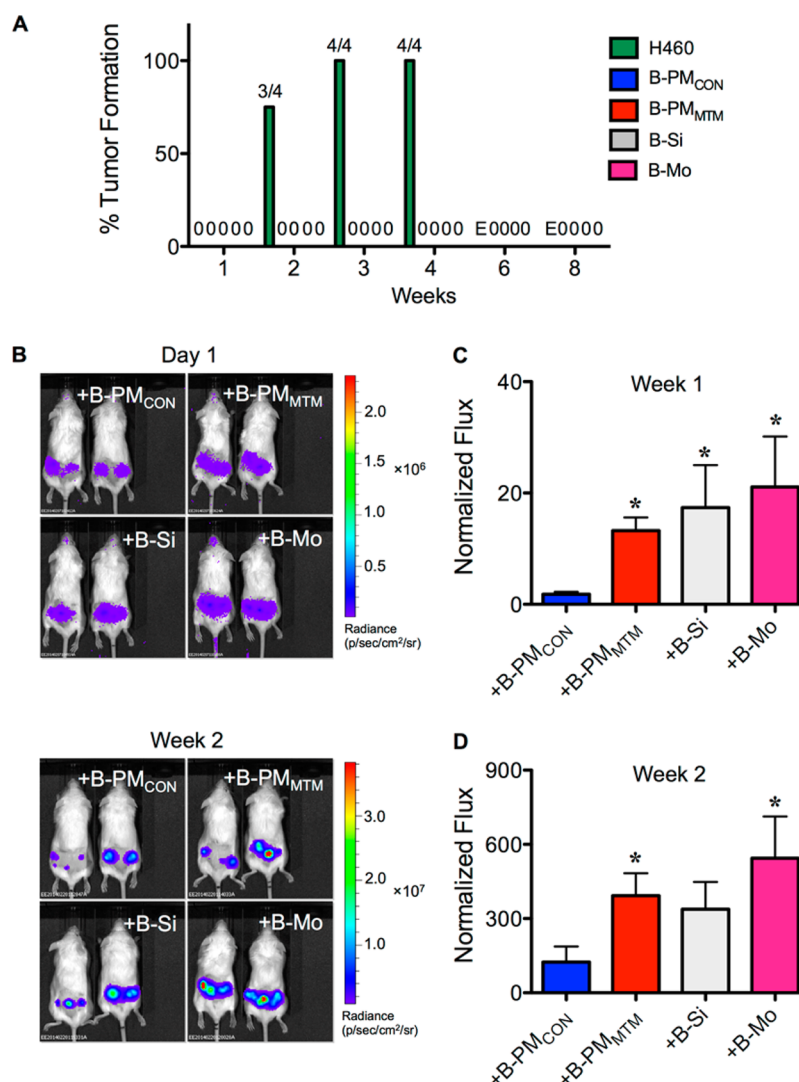 A
% Tumor Formation
100
50
0
3/4
4/4
4/4
00000
0000
0000
0000
E0000
E0000
1
2
3
4
6
8
Weeks
H460
B-PMCON
B-PMMTM
B-Si
B-Mo
B
Day 1
+B-PMCON
+B-PMMTM
+B-Si
+B-Mo
2.0
1.5
×10⁶
1.0
0.5
Radiance
(p/sec/cm²/sr)
Week 2
+B-PMCON
+B-PMMTM
+B-Si
+B-Mo
3.0
2.0
×10⁷
1.0
Radiance
(p/sec/cm²/sr)
C
Week 1
Normalized Flux
40
20
0
*
*
*
+B-PMCON
+B-PMMTM
+B-Si
+B-Mo
D
Week 2
Normalized Flux
900
600
300
0
*
*
+B-PMCON
+B-PMMTM
+B-Si
+B-Mo